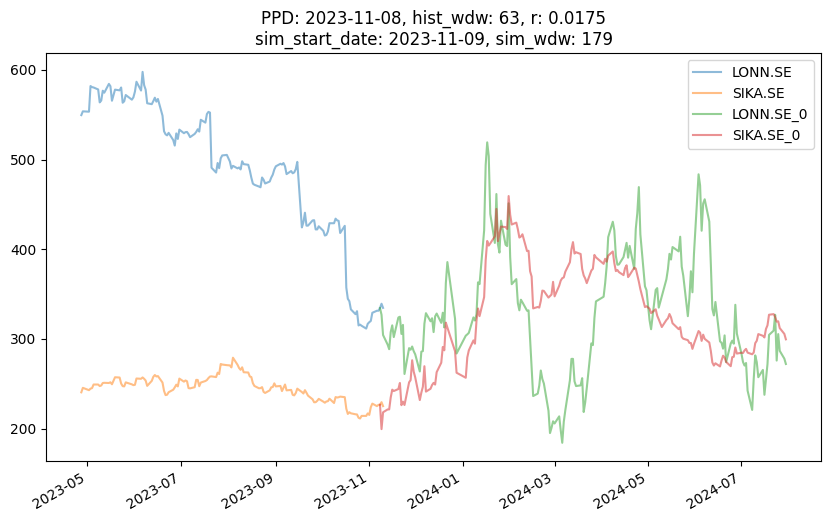 PPD: 2023-11-08, hist_wdw: 63, r: 0.0175
sim_start_date: 2023-11-09, sim_wdw: 179
LONN.SE
SIKA.SE
LONN.SE_0
SIKA.SE_0
600
500
400
300
200
2023-05
2023-07
2023-09
2023-11
2024-01
2024-03
2024-05
2024-07